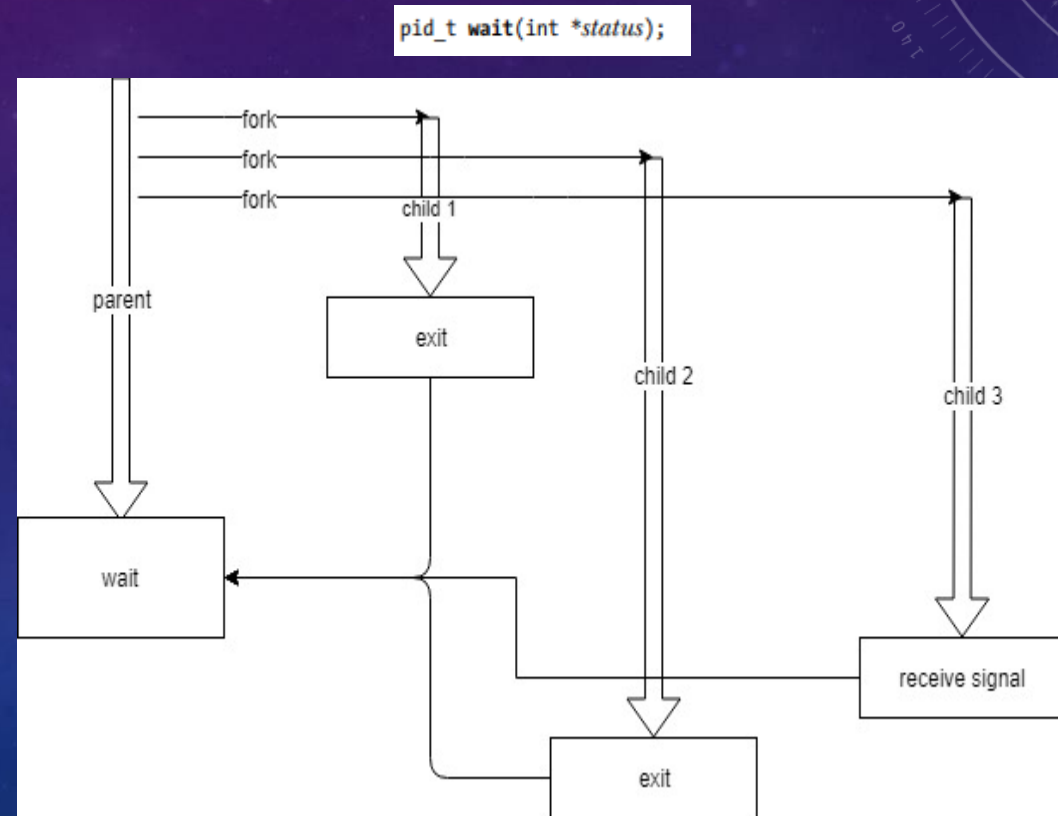 pid_t wait(int *status);
140
fork
fork
fork
child 1
parent
exit
child 2
child 3
wait
receive signal
exit